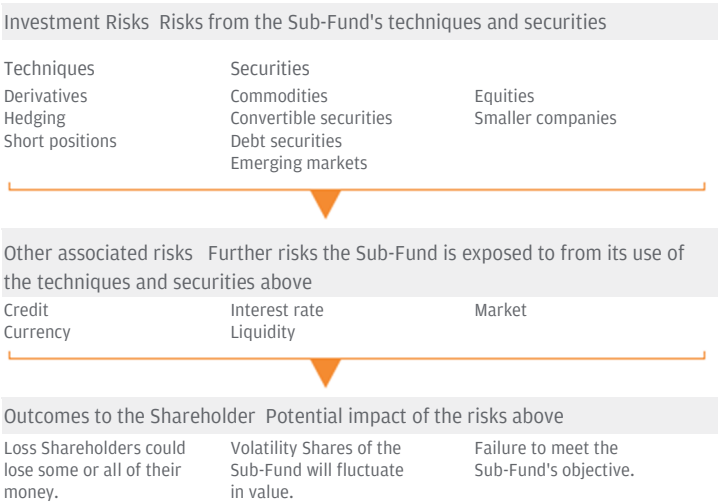 Investment Risks Risks from the Sub-Fund's techniques and securities
Techniques
Derivatives
Hedging
Short positions
Securities
Commodities
Convertible securities
Debt securities
Emerging markets
Equities
Smaller companies
Other associated risks Further risks the Sub-Fund is exposed to from its use of
the techniques and securities above
Credit
Currency
Interest rate
Liquidity
Market
Outcomes to the Shareholder Potential impact of the risks above
Loss Shareholders could
lose some or all of their
money.
Volatility Shares of the
Sub-Fund will fluctuate
in value.
Failure to meet the
Sub-Fund's objective.